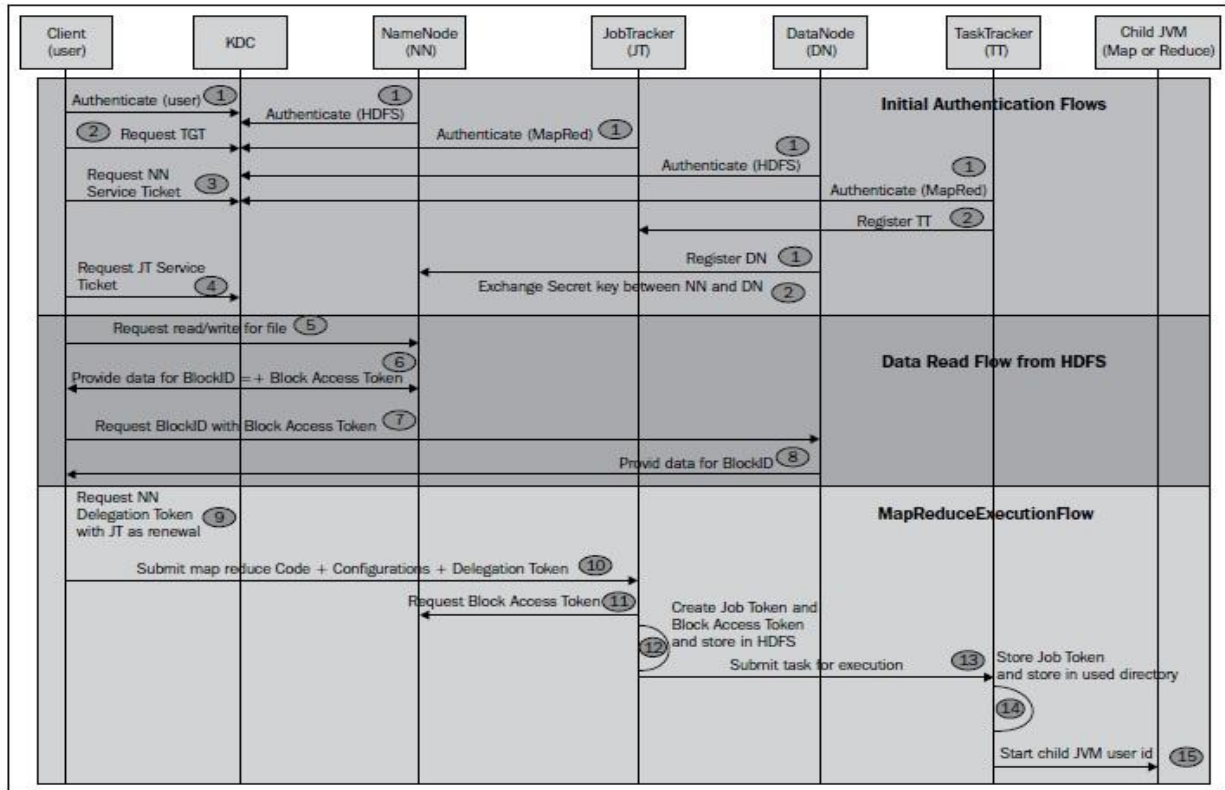 Client
(user)
KDC
NameNode
(NN)
JobTracker
(JT)
DataNode
(DN)
TaskTracker
(TT)
Child JVM
(Map or Reduce)
Initial Authentication Flows
Authenticate (user) 1
1
Authenticate (HDFS)
2 Request TGT
Authenticate (MapRed) 1
1
Authenticate (HDFS)
Request NN
Service Ticket 3
1
Authenticate (MapRed)
Register TT 2
Register DN 1
Request JT Service
Ticket 4
Exchange Secret key between NN and DN 2
Request read/write for file 5
Data Read Flow from HDFS
6
Provide data for BlockID =+ Block Access Token
Request BlockID with Block Access Token 7
Provid data for BlockID 8
Request NN
Delegation Token
with JT as renewal 9
MapReduceExecutionFlow
Submit map reduce Code + Configurations + Delegation Token 10
Request Block Access Token 11
Create Job Token and
Block Access Token
and store in HDFS
12
Submit task for execution 13
Store Job Token
and store in used directory
14
Start child JVM user id 15